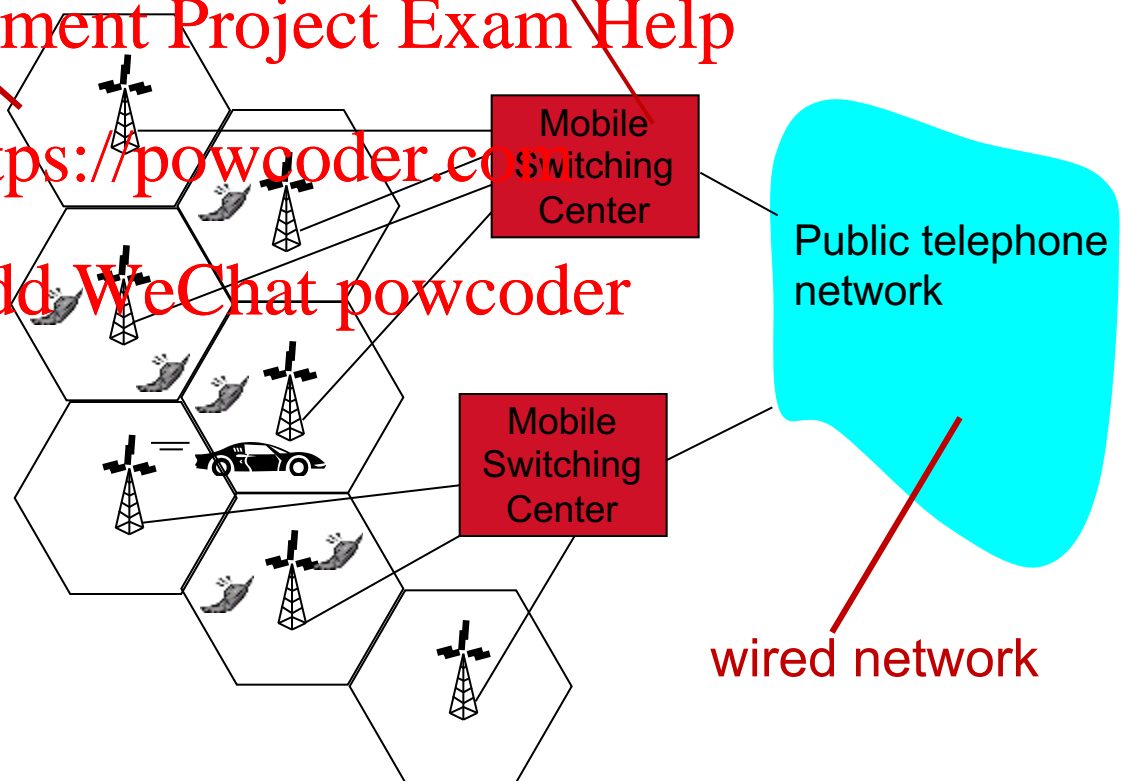 ment Project Exam Help
Mobile
Switching
Center
tps://powcoder.com
Public telephone
network
dd WeChat powcoder
Mobile
Switching
Center
wired network